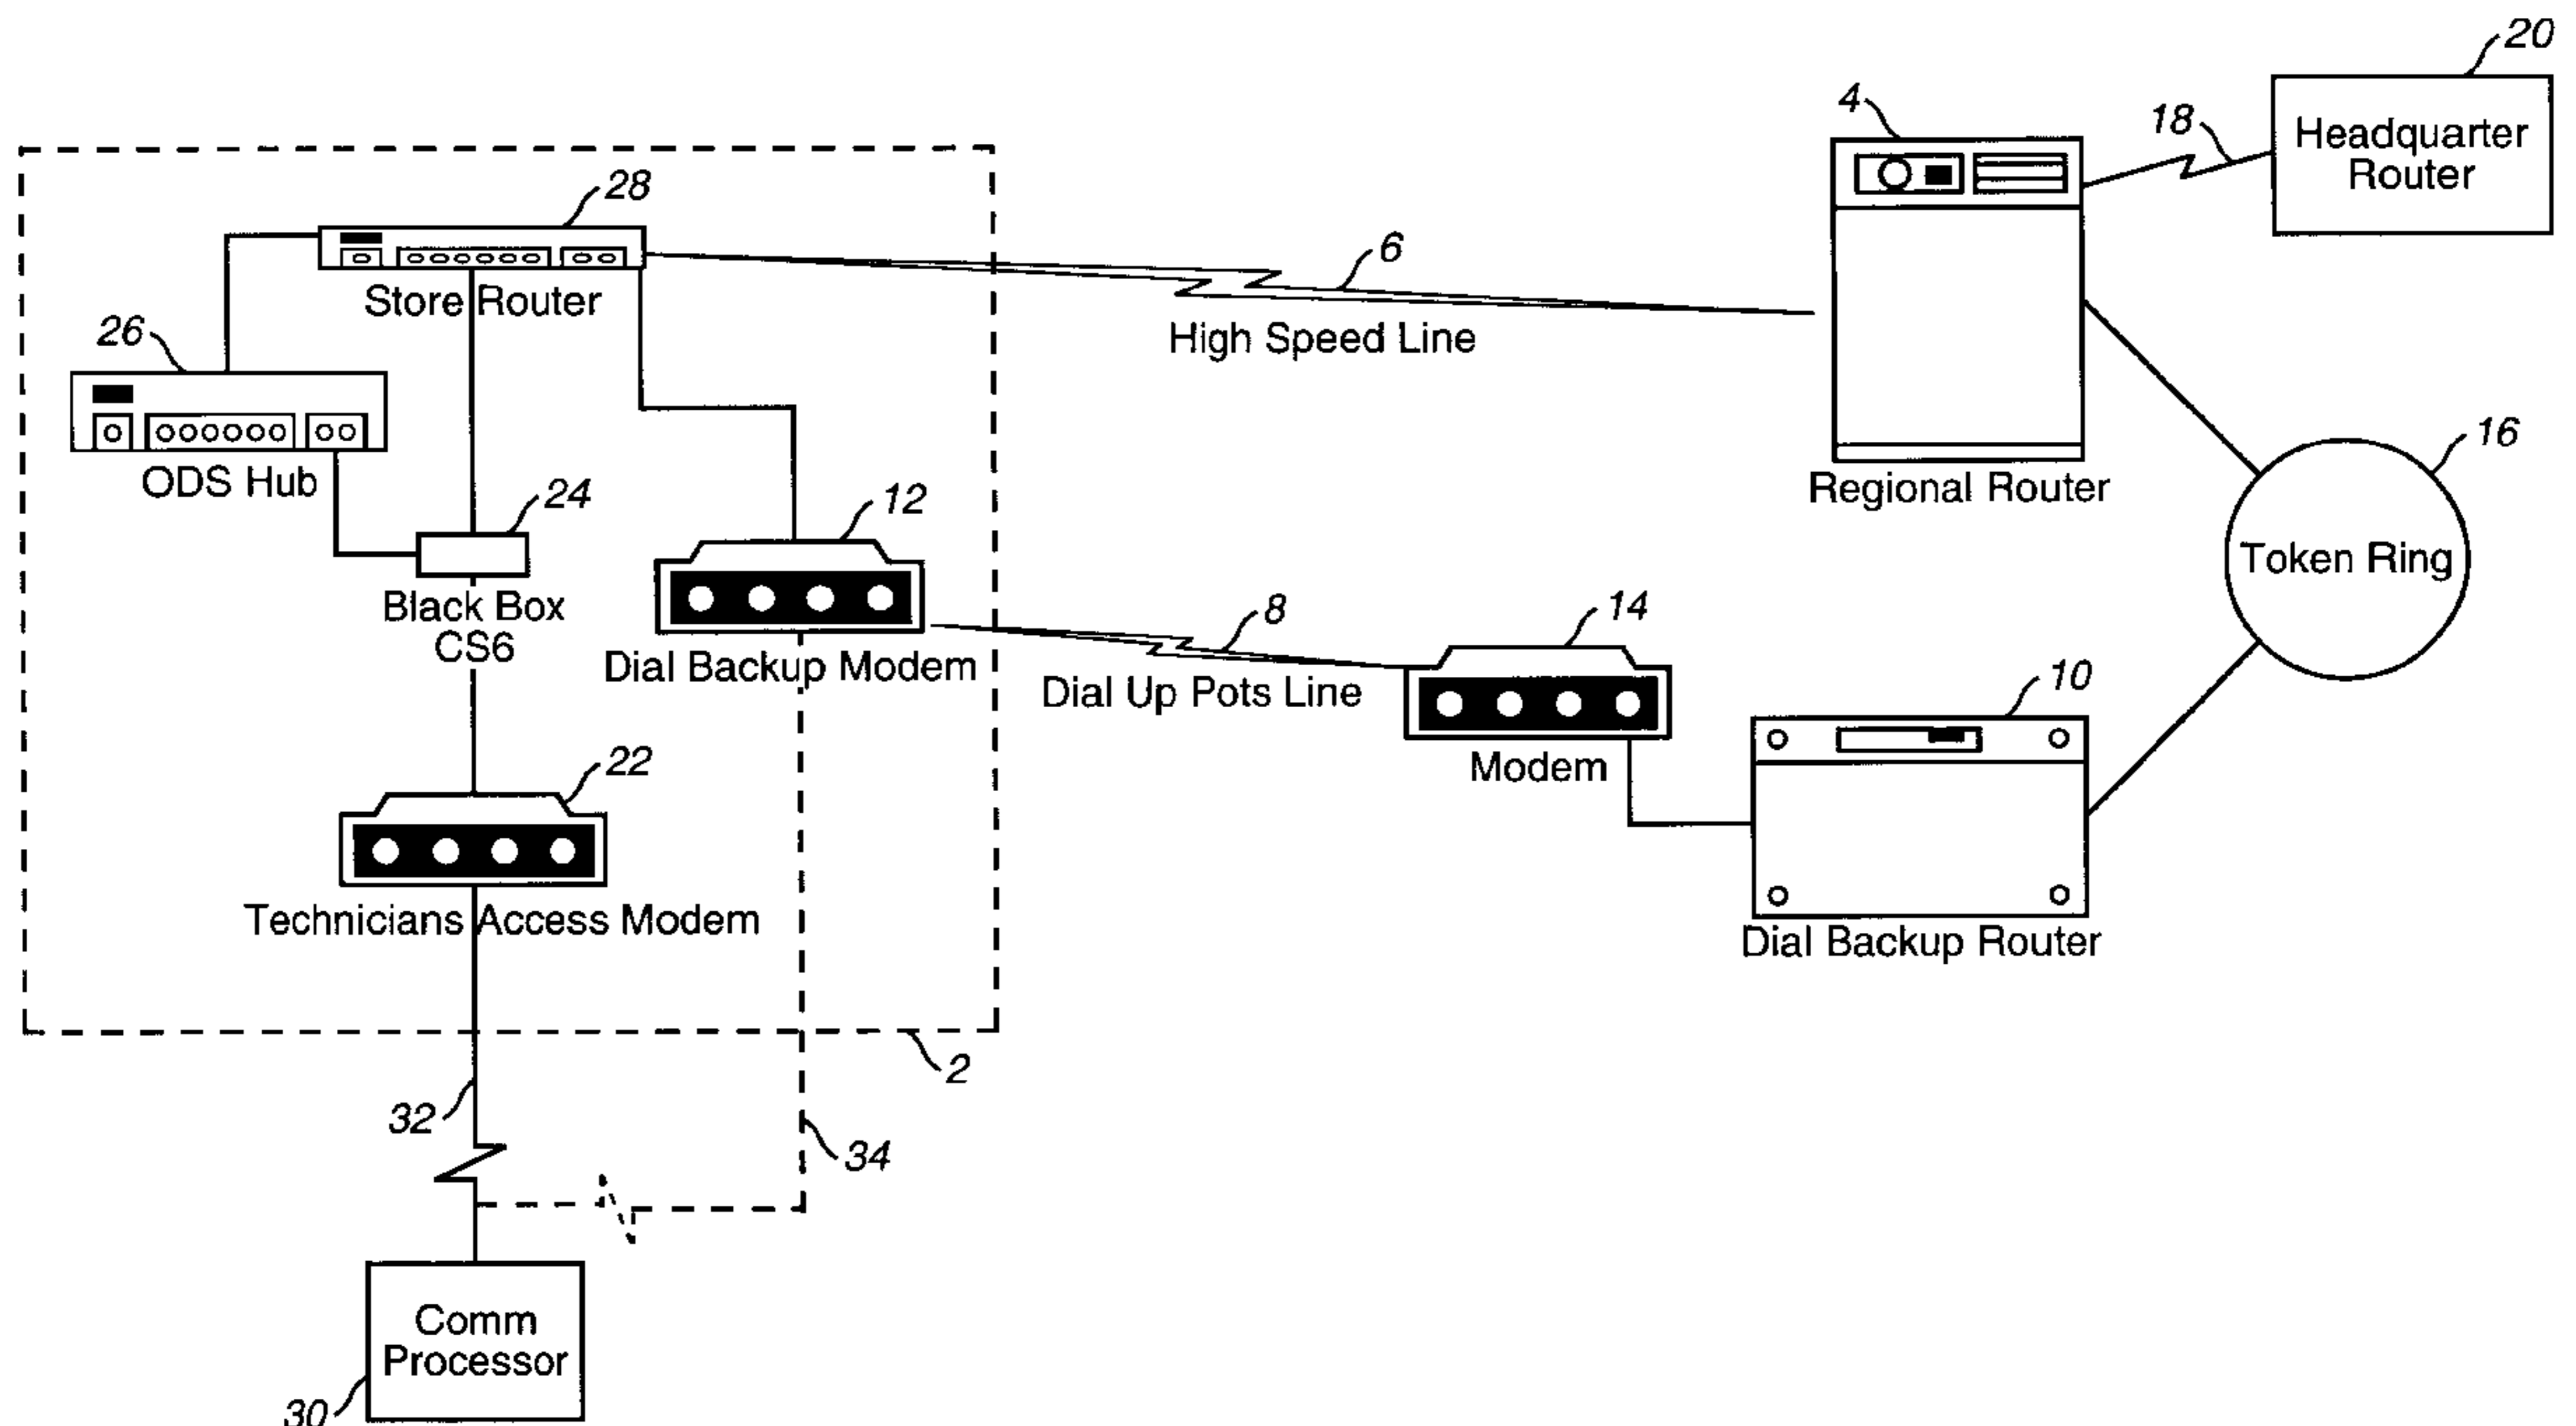 20
4
18
Headquarter
Router
28
6
Store Router
High Speed Line
26
16
ODS Hub
24
12
Regional Router
Token Ring
Black Box
CS6
8
14
Dial Backup Modem
Dial Up Pots Line
10
22
Modem
Technicians Access Modem
Dial Backup Router
2
32
34
Comm
Processor
30